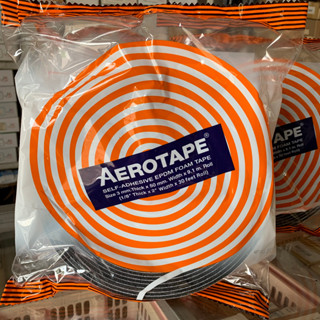 AEROTAPE®
SELF-ADHESIVE EPDM FOAM TAPE
Size 3 mm. Thick x 50 mm. Width x 9.1 m. Roll
(1/8" Thick x 2" Width x 30 feet Roll)